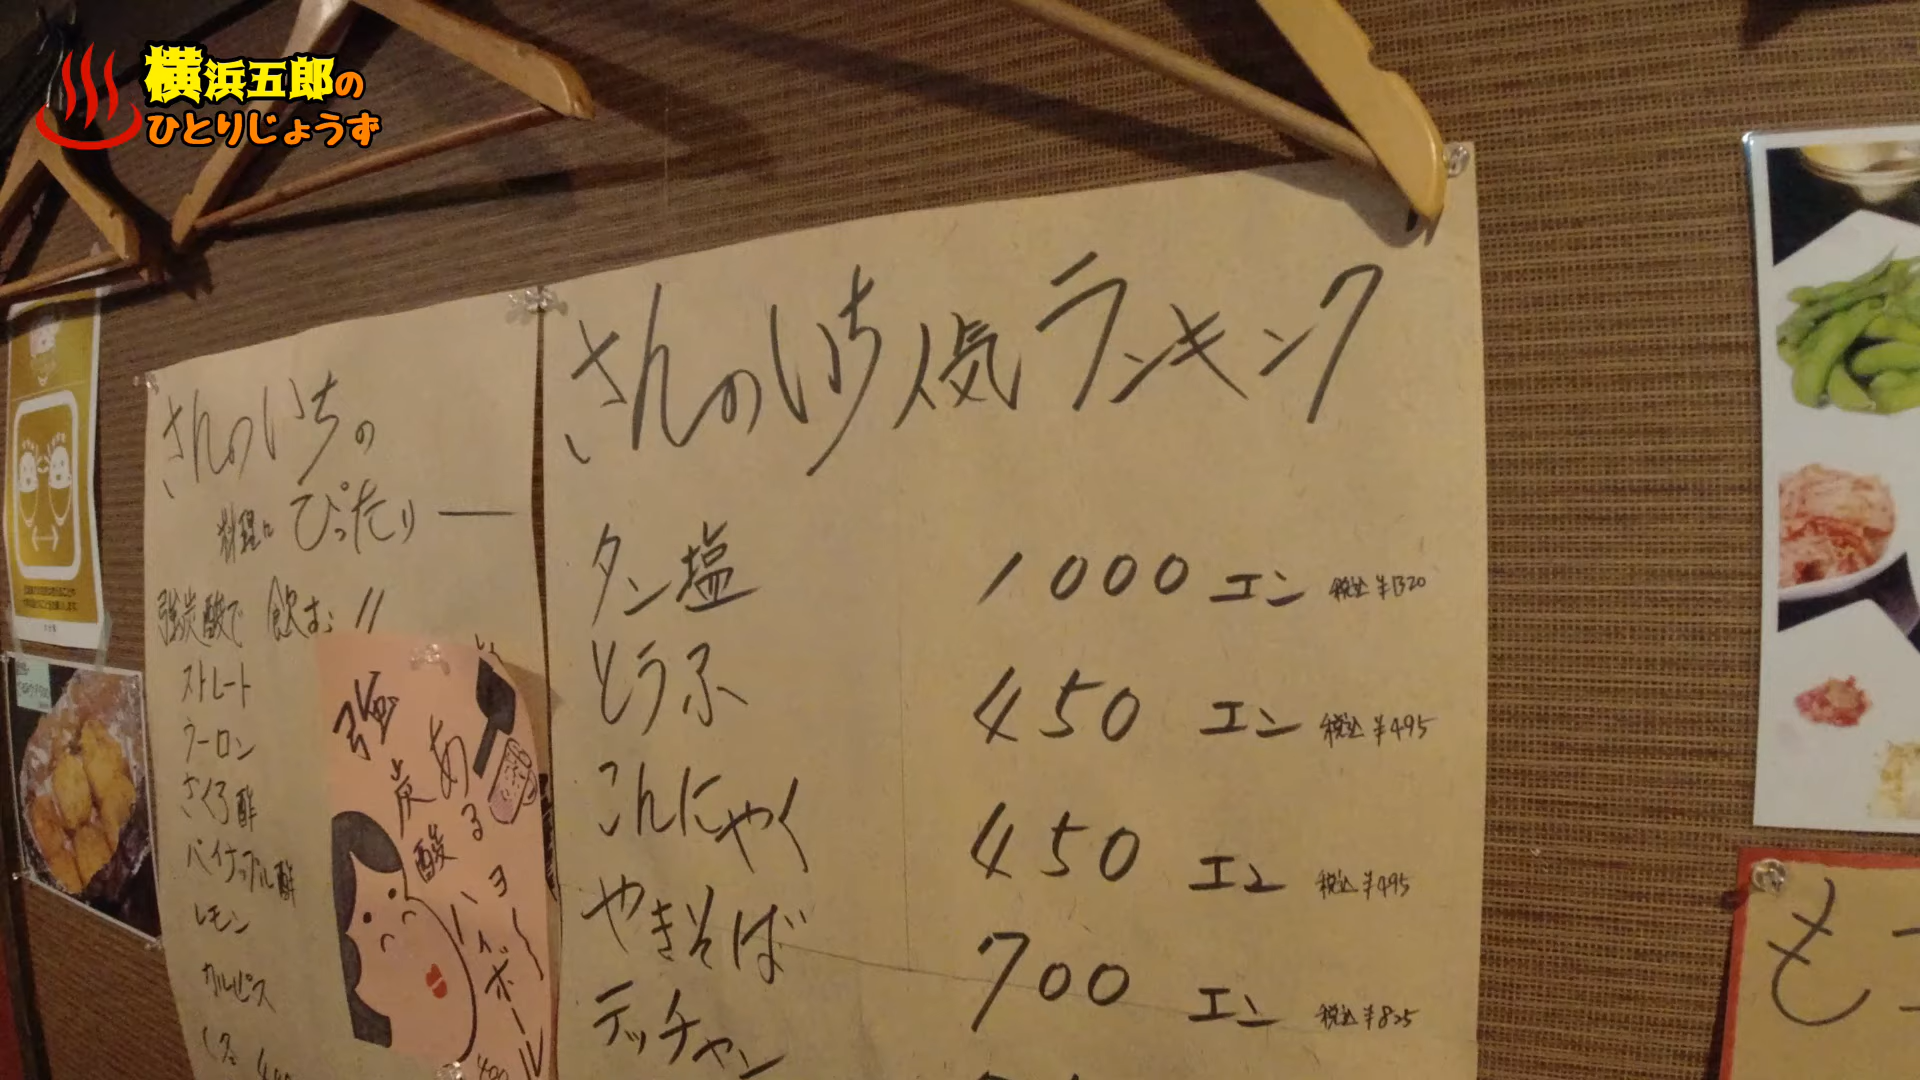 横浜五郎の
ひとりじょうず
さんのいちの
料理に ぴったり ー
強炭酸で 飲む!!
ストレート
ウーロン
ざくろ酢
パイナップル酢
レモン
カルピス
強炭酸
ある
ハイボール
さんのいち人気ランキング
タン塩 1000エン 税込¥1320
とうふ 450エン 税込¥495
こんにゃく 450エン 税込¥495
やきそば 700エン 税込¥825
テッチャン
も